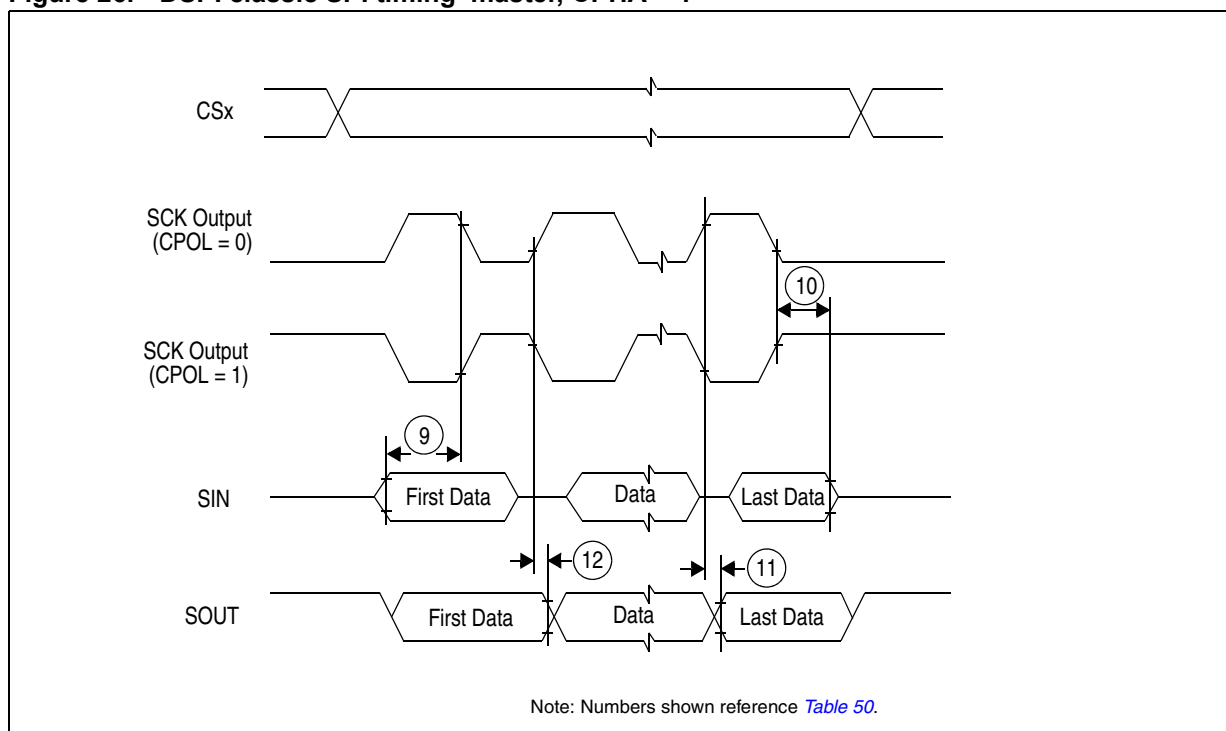 CSx
SCK Output
(CPOL = 0)
10
SCK Output
(CPOL = 1)
9
SIN
First Data
Data
Last Data
12
11
SOUT
First Data
Data
Last Data
Note: Numbers shown reference Table 50.